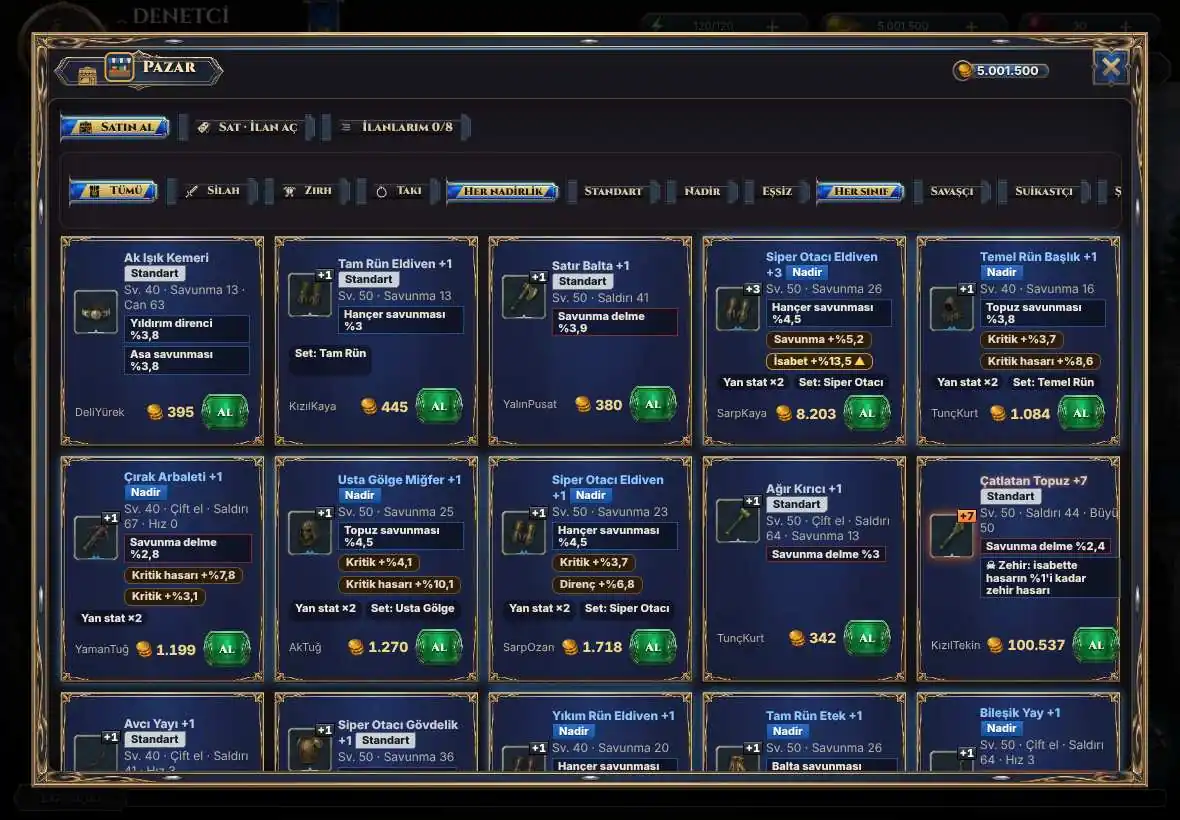 DENETCİ
120/120
5.001.500
30
PAZAR
5.001.500
SATIN AL
SAT · İLAN AÇ
İLANLARIM 0/8
TÜMÜ
SİLAH
ZIRH
TAKI
HER NADİRLİK
STANDART
NADİR
EŞSİZ
HER SINIF
SAVAŞÇI
SUİKASTÇI
Ş
Ak Işık Kemeri
Standart
Sv. 40 · Savunma 13 ·
Can 63
Yıldırım direnci
%3,8
Asa savunması
%3,8
DeliYürek
395
AL
+1
Tam Rün Eldiven +1
Standart
Sv. 50 · Savunma 13
Hançer savunması
%3
Set: Tam Rün
KızılKaya
445
AL
+1
Satır Balta +1
Standart
Sv. 50 · Saldırı 41
Savunma delme
%3,9
YalınPusat
380
AL
+3
Siper Otacı Eldiven
+3 Nadir
Sv. 50 · Savunma 26
Hançer savunması
%4,5
Savunma +%5,2
İsabet +%13,5 ▲
Yan stat ×2 Set: Siper Otacı
SarpKaya
8.203
AL
+1
Temel Rün Başlık +1
Nadir
Sv. 40 · Savunma 16
Topuz savunması
%3,8
Kritik +%3,7
Kritik hasarı +%8,6
Yan stat ×2 Set: Temel Rün
TunçKurt
1.084
AL
+1
Çırak Arbaleti +1
Nadir
Sv. 40 · Çift el · Saldırı
67 · Hız 0
Savunma delme
%2,8
Kritik hasarı +%7,8
Kritik +%3,1
Yan stat ×2
YamanTuğ
1.199
AL
+1
Usta Gölge Miğfer +1
Nadir
Sv. 50 · Savunma 25
Topuz savunması
%4,5
Kritik +%4,1
Kritik hasarı +%10,1
Yan stat ×2 Set: Usta Gölge
AkTuğ
1.270
AL
+1
Siper Otacı Eldiven
+1 Nadir
Sv. 50 · Savunma 23
Hançer savunması
%4,5
Kritik +%3,7
Direnç +%6,8
Yan stat ×2 Set: Siper Otacı
SarpOzan
1.718
AL
+1
Ağır Kırıcı +1
Standart
Sv. 50 · Çift el · Saldırı
64 · Savunma 13
Savunma delme %3
TunçKurt
342
AL
+7
Çatlatan Topuz +7
Standart
Sv. 50 · Saldırı 44 · Büyü
50
Savunma delme %2,4
☠ Zehir: isabette
hasarın %1'i kadar
zehir hasarı
KızılTekin
100.537
AL
+1
Avcı Yayı +1
Standart
Sv. 40 · Çift el · Saldırı
41 · Hız 3
+1
Siper Otacı Gövdelik
+1 Standart
Sv. 50 · Savunma 36
+1
Yıkım Rün Eldiven +1
Nadir
Sv. 40 · Savunma 20
Hançer savunması
+1
Tam Rün Etek +1
Nadir
Sv. 50 · Savunma 26
Balta savunması
+1
Bileşik Yay +1
Nadir
Sv. 50 · Çift el · Saldırı
64 · Hız 3